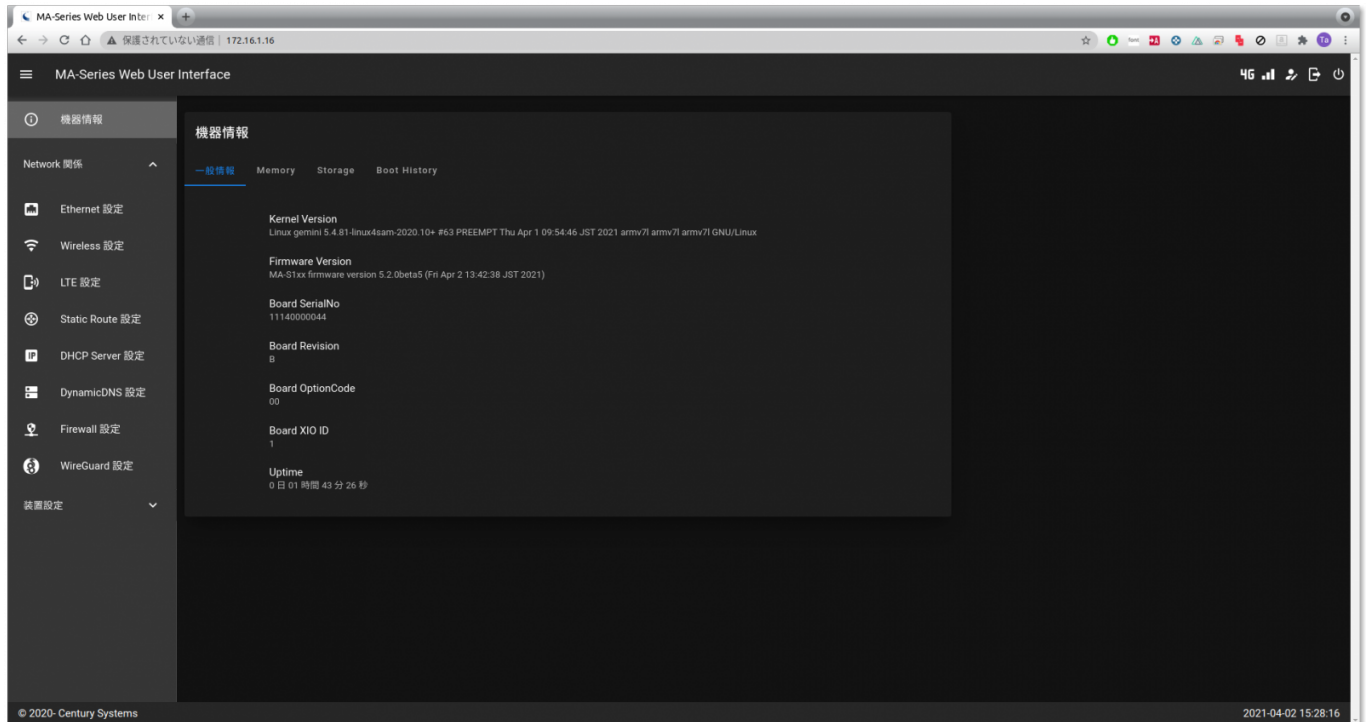 MA-Series Web User Inter
保護されていない通信 | 172.16.1.16
MA-Series Web User Interface
4G
機器情報
Network 関係
Ethernet 設定
Wireless 設定
LTE 設定
Static Route 設定
IP
DHCP Server 設定
DynamicDNS 設定
Firewall 設定
WireGuard 設定
装置設定
機器情報
一般情報 Memory Storage Boot History
Kernel Version
Linux gemini 5.4.81-linux4sam-2020.10+ #63 PREEMPT Thu Apr 1 09:54:46 JST 2021 armv7l armv7l armv7l GNU/Linux
Firmware Version
MA-S1xx firmware version 5.2.0beta5 (Fri Apr 2 13:42:38 JST 2021)
Board SerialNo
11140000044
Board Revision
B
Board OptionCode
00
Board XIO ID
1
Uptime
0 日 01 時間 43 分 26 秒
© 2020- Century Systems
2021-04-02 15:28:16